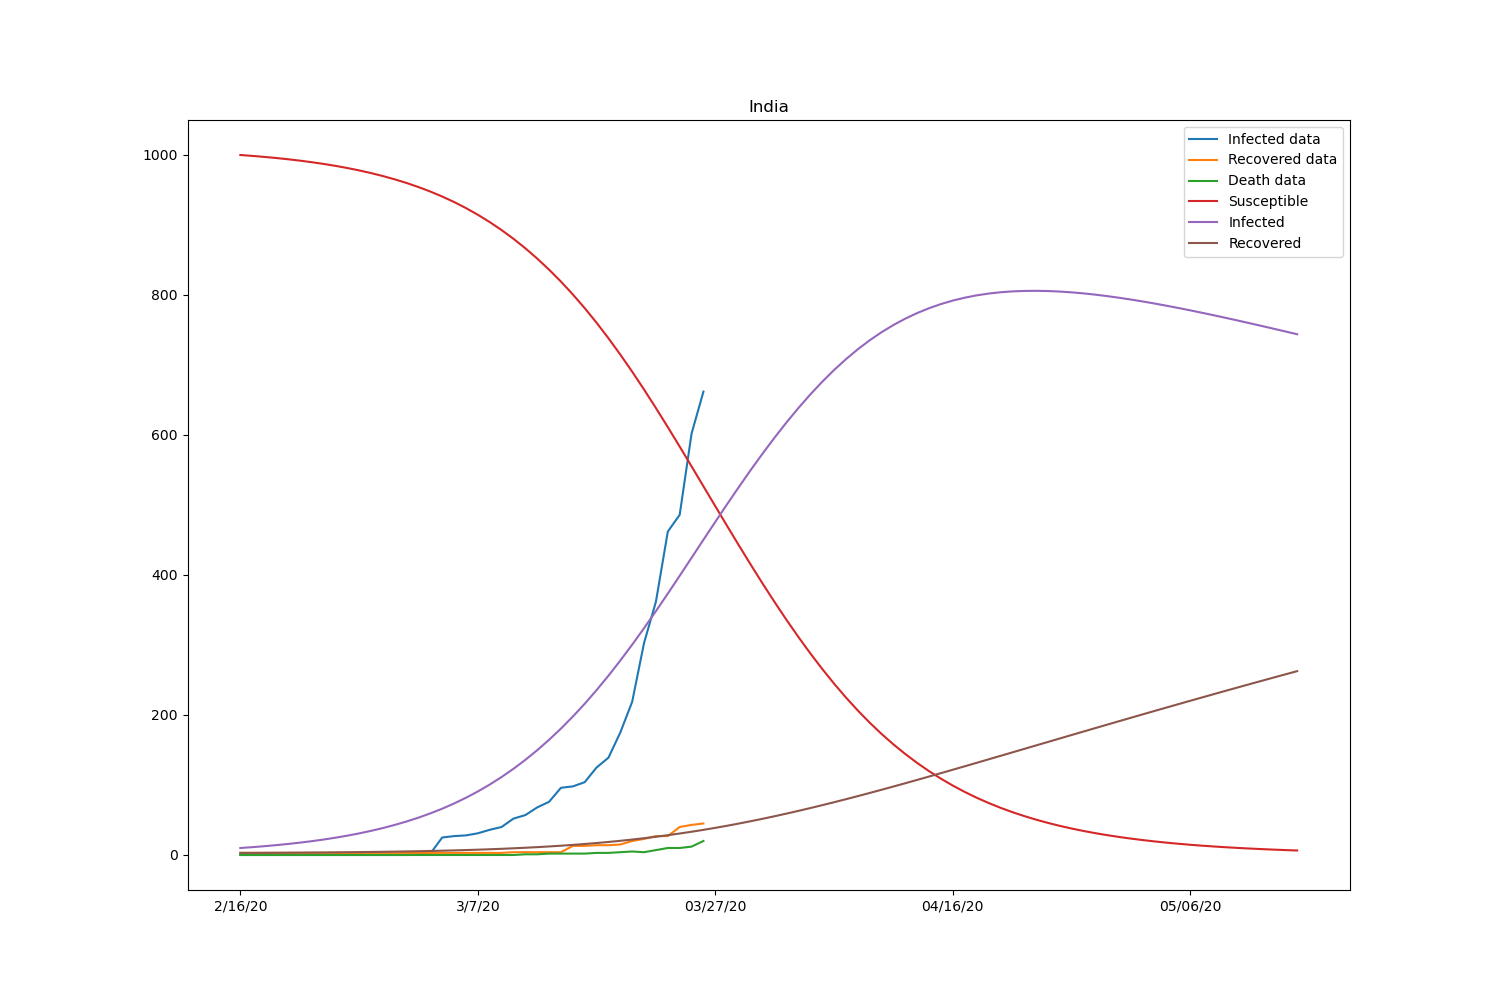 India
Infected data
Recovered data
Death data
Susceptible
Infected
Recovered
1000
800
600
400
200
0
2/16/20 3/7/20 03/27/20 04/16/20 05/06/20